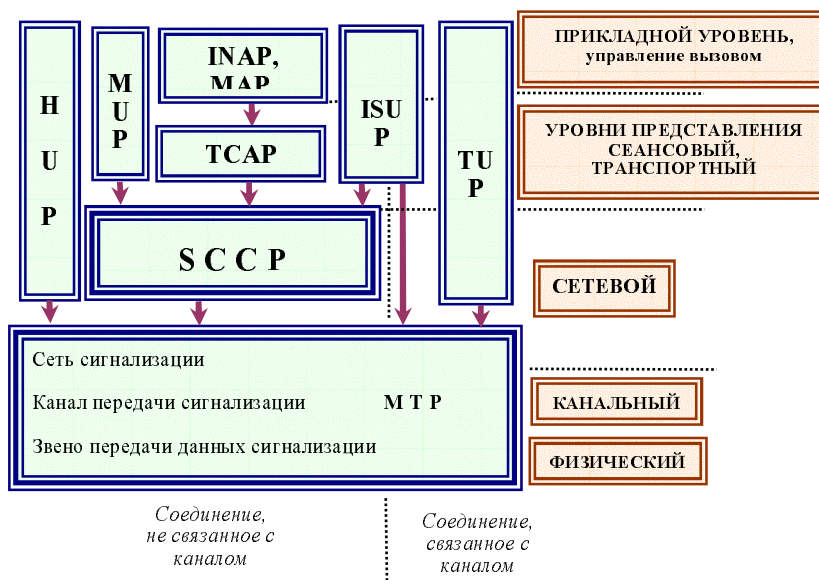 H
U
P
M
U
P
INAP,
MAP
TCAP
ISU
P
TU
P
S C C P
ПРИКЛАДНОЙ УРОВЕНЬ,
управление вызовом
УРОВНИ ПРЕДСТАВЛЕНИЯ
СЕАНСОВЫЙ,
ТРАНСПОРТНЫЙ
СЕТЕВОЙ
Сеть сигнализации
Канал передачи сигнализации М Т Р
Звено передачи данных сигнализации
КАНАЛЬНЫЙ
ФИЗИЧЕСКИЙ
Соединение,
не связанное с
каналом
Соединение,
связанное с
каналом